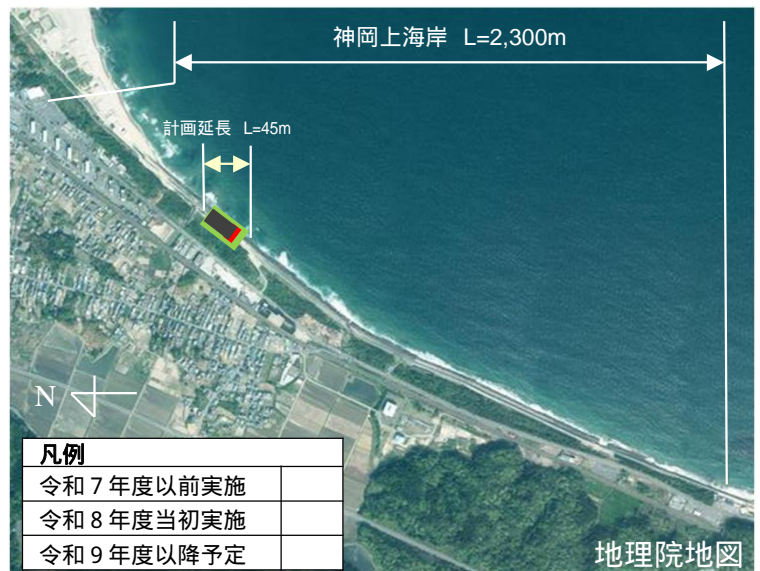 神岡上海岸 L=2,300m
計画延長 L=45m
N
凡例
令和７年度以前実施
令和８年度当初実施
令和９年度以降予定
地理院地図